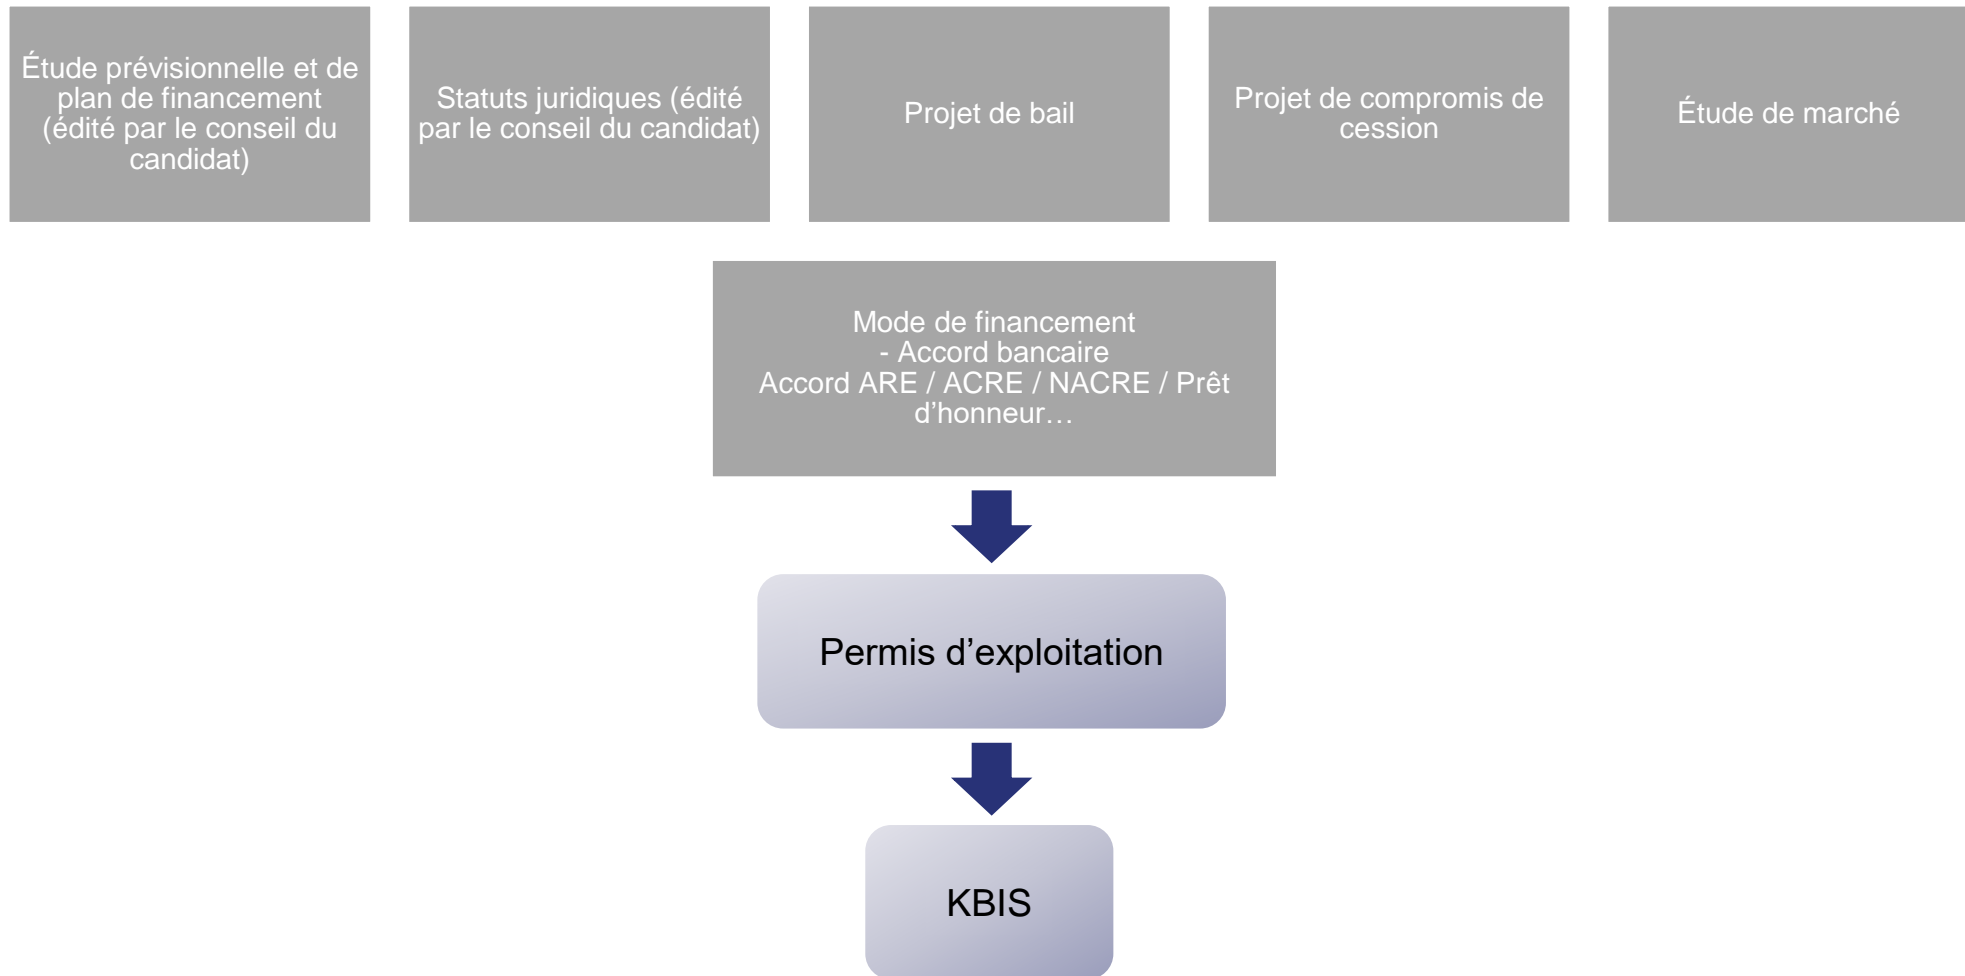 Étude prévisionnelle et de
plan de financement
(édité par le conseil du
candidat)
Statuts juridiques (édité
par le conseil du candidat)
Projet de bail
Projet de compromis de
cession
Étude de marché
Mode de financement
- Accord bancaire
Accord ARE / ACRE / NACRE / Prêt
d’honneur…
Permis d’exploitation
KBIS